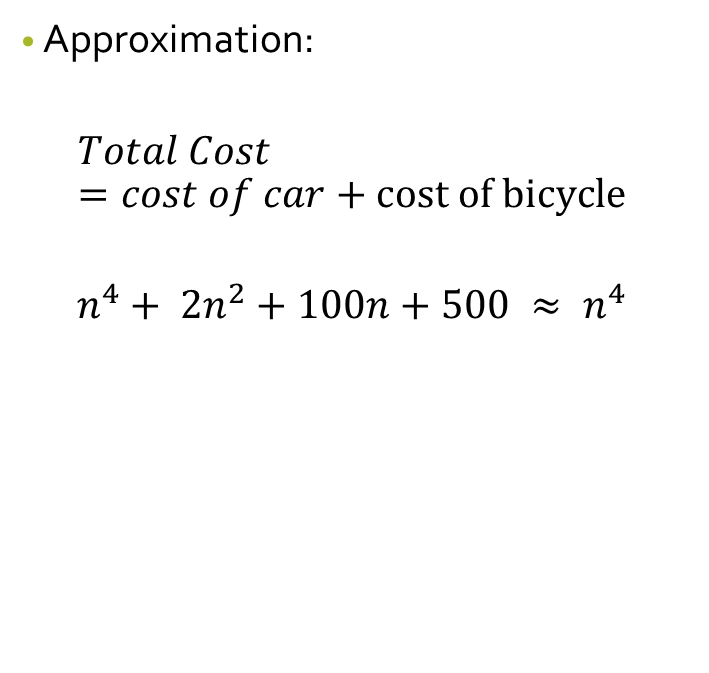 • Approximation:
Total Cost
= cost of car + cost of bicycle
n⁴ + 2n² + 100n + 500 ≈ n⁴